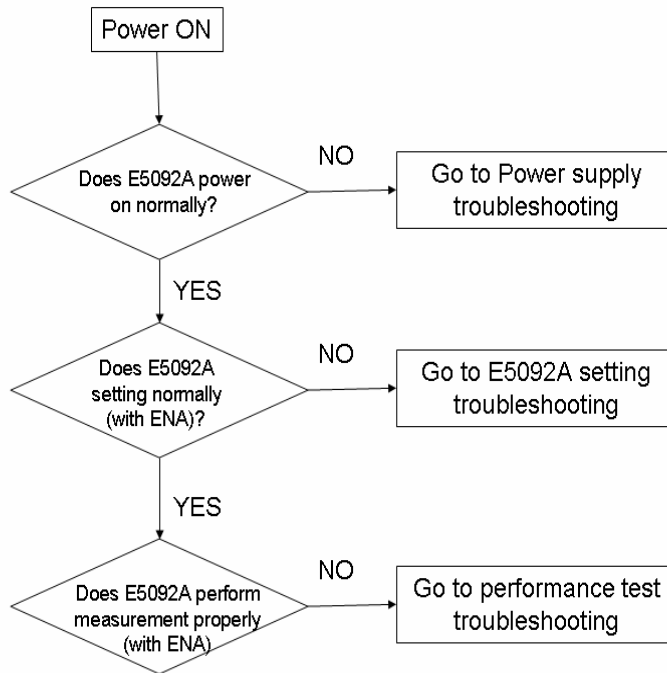 Power ON
Does E5092A power
on normally?
NO
Go to Power supply
troubleshooting
YES
Does E5092A
setting normally
(with ENA)?
NO
Go to E5092A setting
troubleshooting
YES
Does E5092A perform
measurement properly
(with ENA)
NO
Go to performance test
troubleshooting